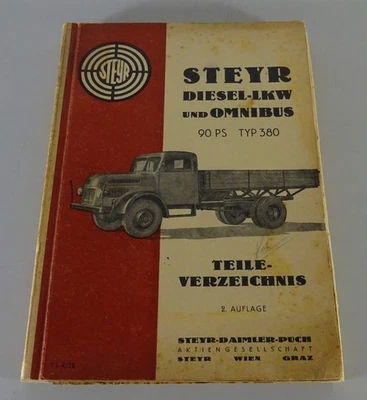 STEYR
STEYR
DIESEL-LKW
UND OMNIBUS
90 PS TYP 380
TEILE-
VERZEICHNIS
2. AUFLAGE
STEYR-DAIMLER-PUCH
AKTIENGESELLSCHAFT
STEYR WIEN GRAZ